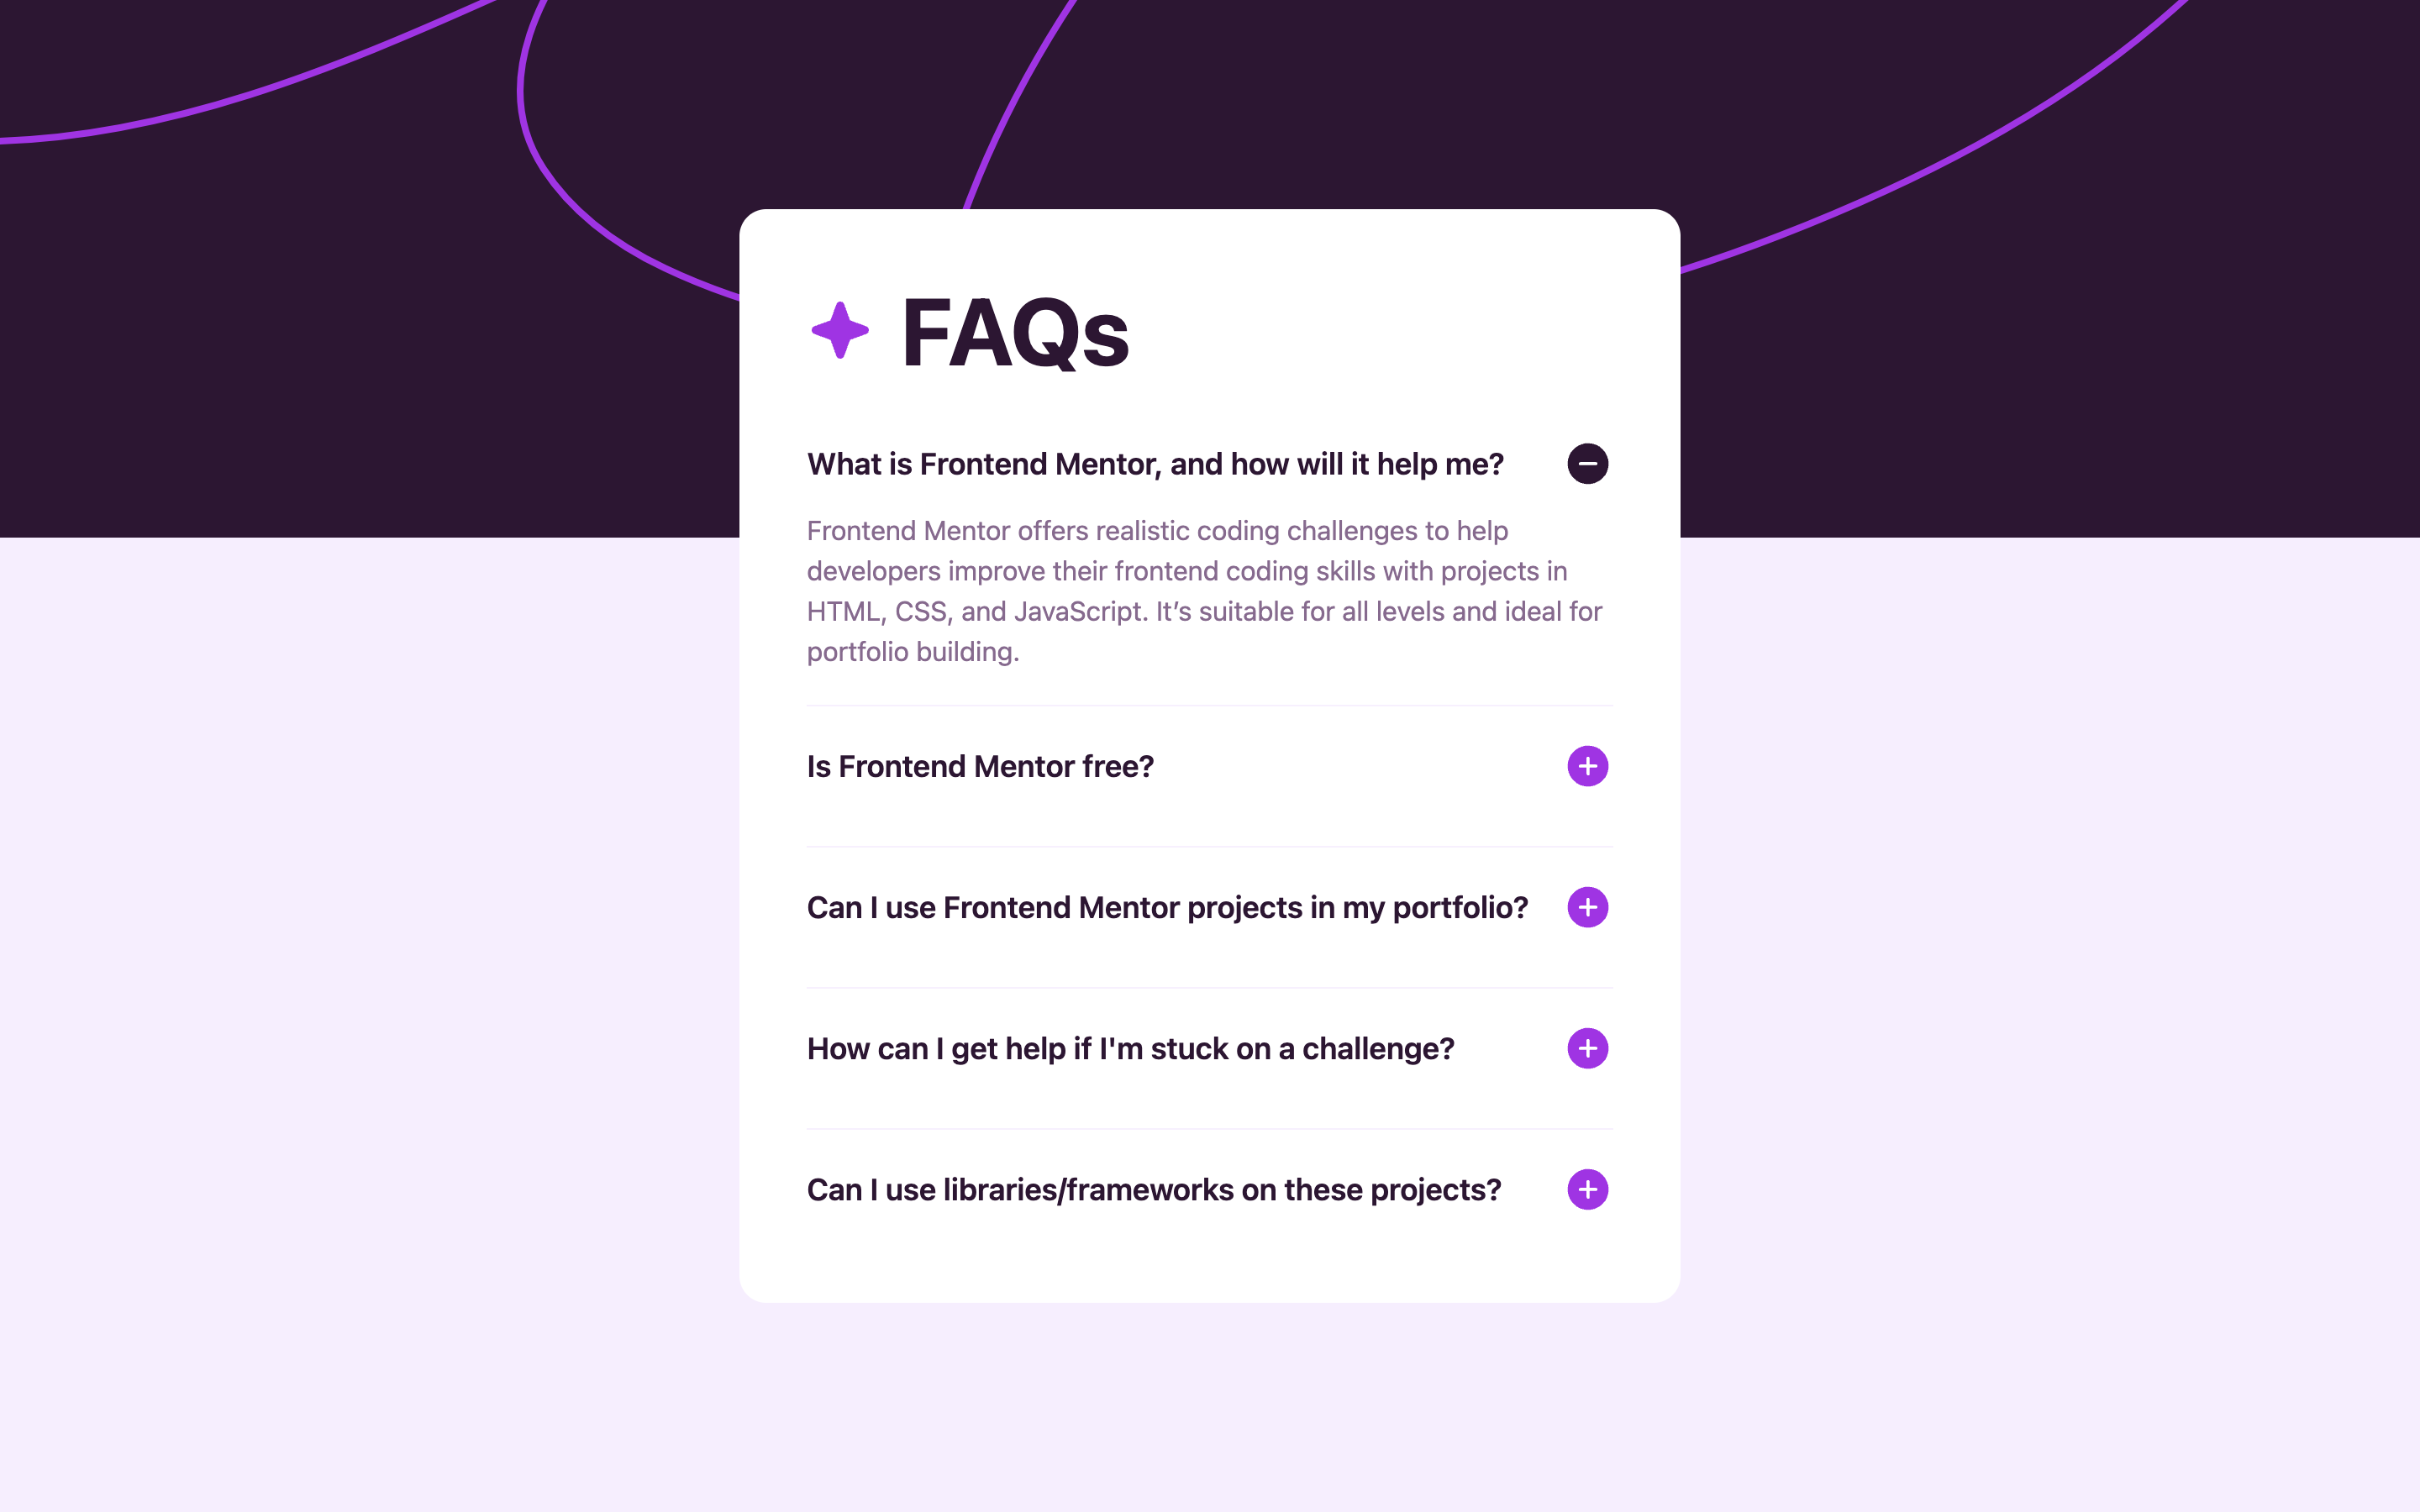 FAQs
What is Frontend Mentor, and how will it help me?
Frontend Mentor offers realistic coding challenges to help
developers improve their frontend coding skills with projects in
HTML, CSS, and JavaScript. It’s suitable for all levels and ideal for
portfolio building.
Is Frontend Mentor free?
Can I use Frontend Mentor projects in my portfolio?
How can I get help if I'm stuck on a challenge?
Can I use libraries/frameworks on these projects?